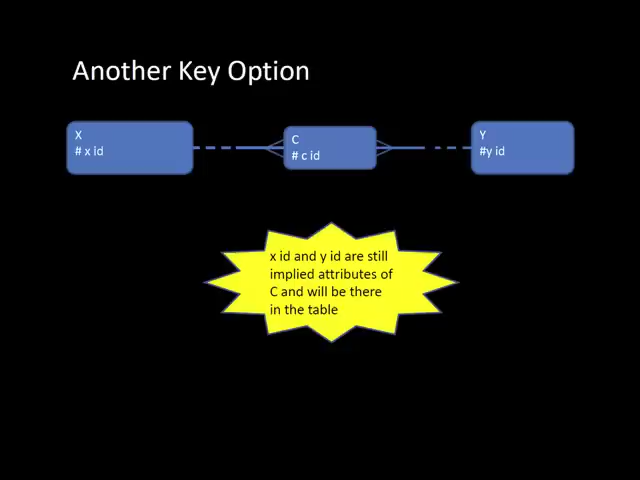 Another Key Option
X
# x id
C
# c id
Y
#y id
x id and y id are still
implied attributes of
C and will be there
in the table